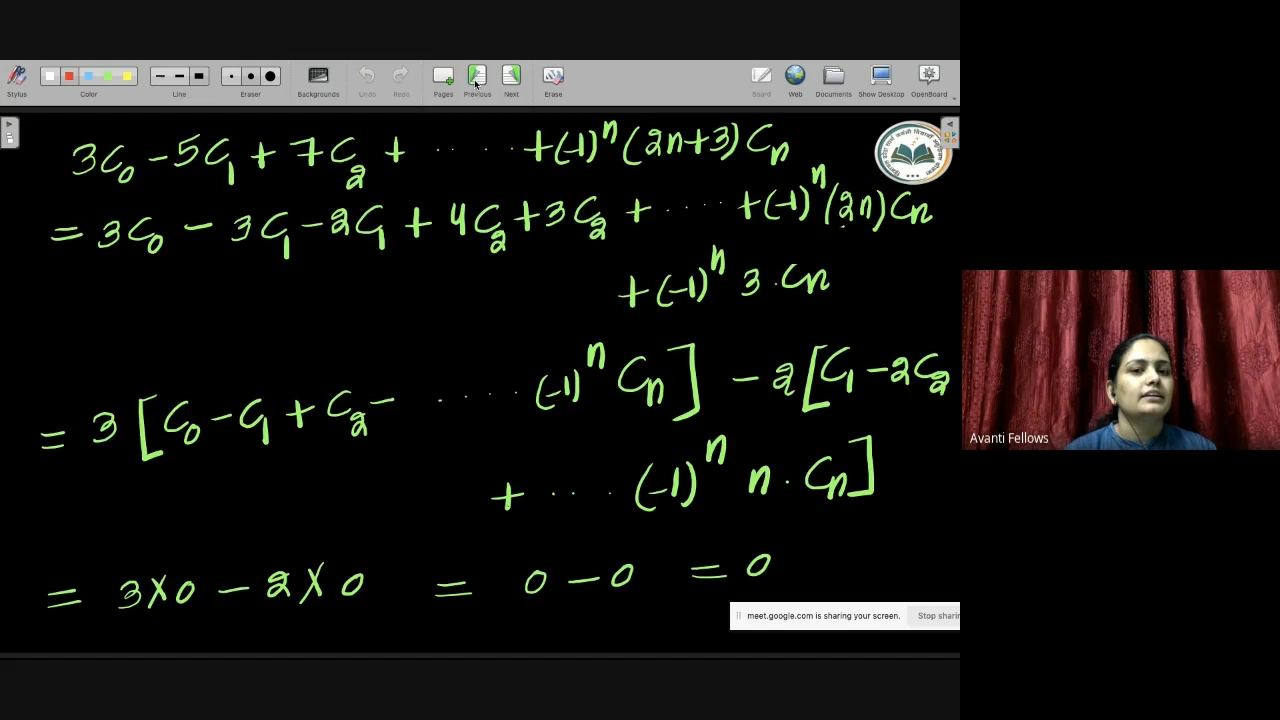 Stylus Color Line Eraser Backgrounds Undo Redo Pages Previous Next Erase Board Web Documents Show Desktop OpenBoard
3C₀ - 5C₁ + 7C₂ + ..... + (-1)ⁿ (2n+3) Cₙ
= 3C₀ - 3C₁ - 2C₁ + 4C₂ + 3C₂ + ..... + (-1)ⁿ (2n) Cₙ
+ (-1)ⁿ 3 . Cₙ
= 3 [C₀ - C₁ + C₂ - ..... (-1)ⁿ Cₙ] - 2 [C₁ - 2C₂
+ .... (-1)ⁿ n . Cₙ]
Avanti Fellows
= 3×0 - 2×0 = 0 - 0 = 0
meet.google.com is sharing your screen. Stop sharin